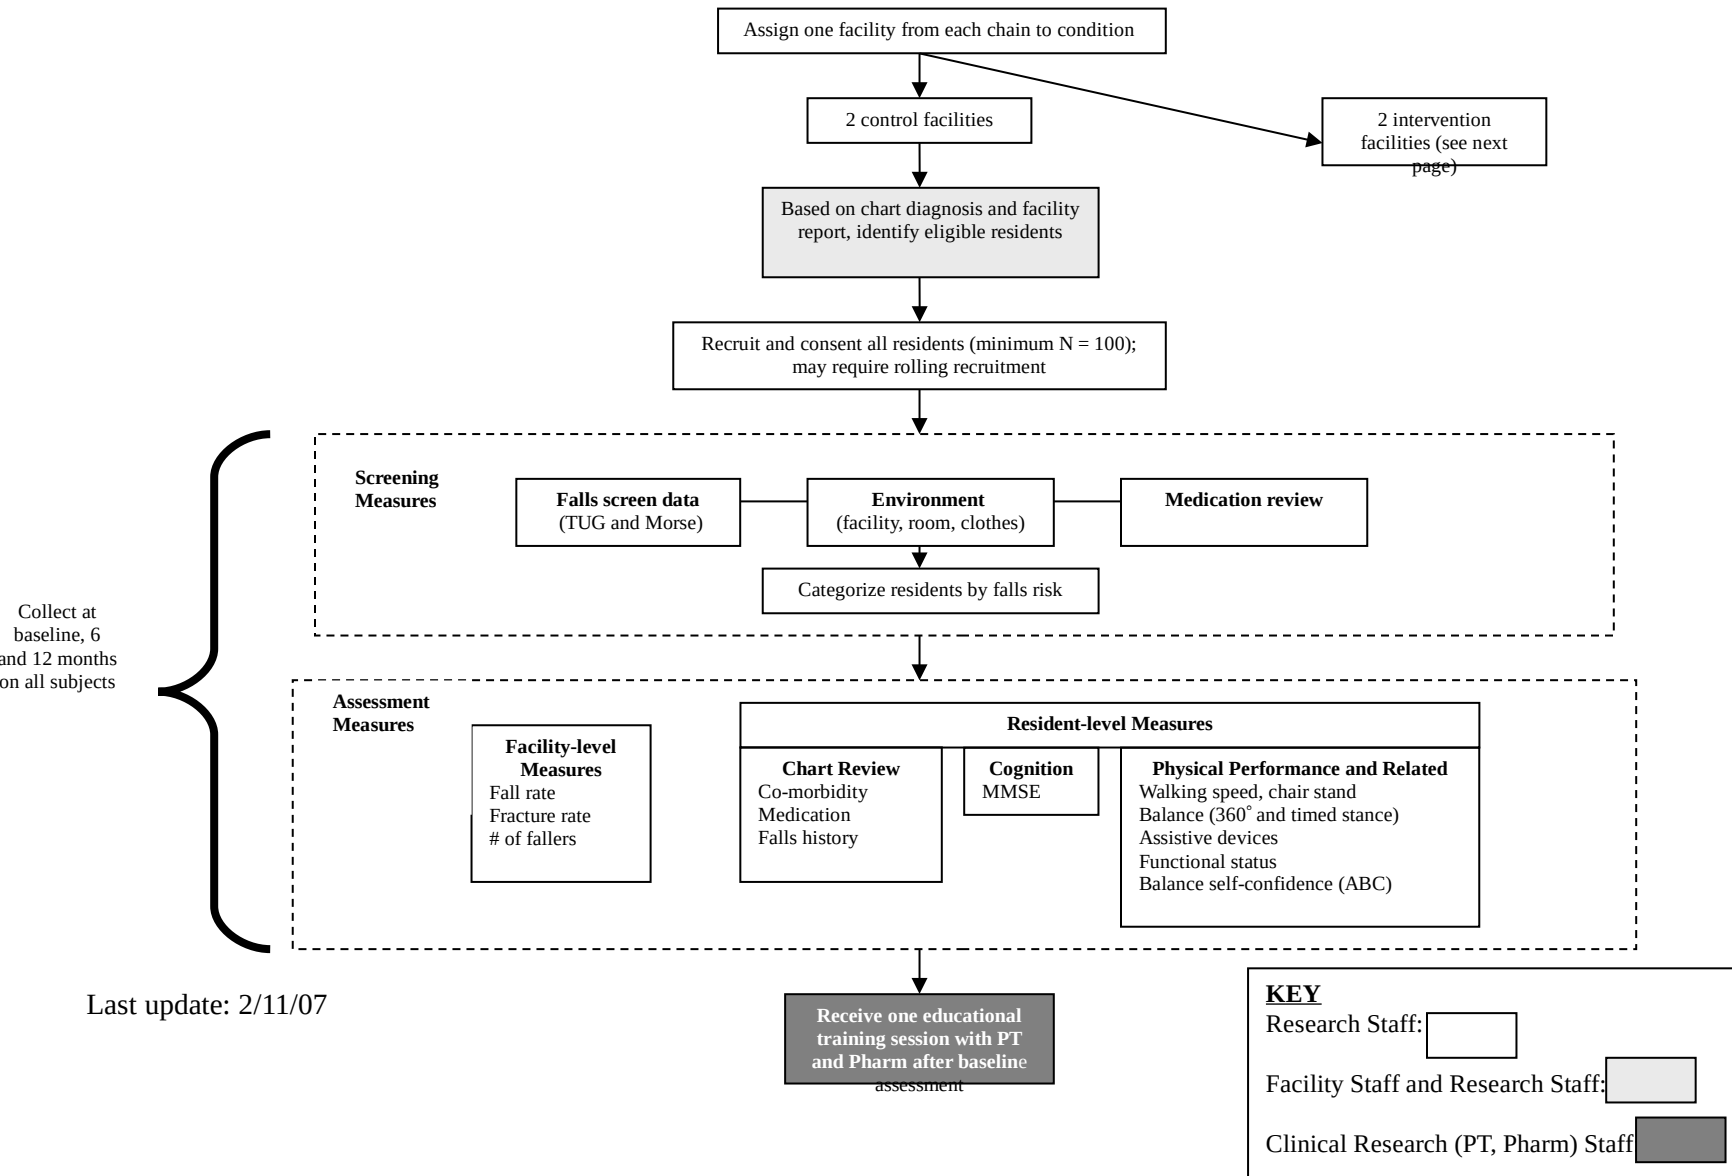 Assign one facility from each chain to condition
2 control facilities
2 intervention
facilities (see next
page)
Based on chart diagnosis and facility
report, identify eligible residents
Recruit and consent all residents (minimum N = 100);
may require rolling recruitment
Screening
Measures
Falls screen data
(TUG and Morse)
Environment
(facility, room, clothes)
Medication review
Categorize residents by falls risk
Collect at
baseline, 6
and 12 months
on all subjects
Assessment
Measures
Facility-level
Measures
Fall rate
Fracture rate
# of fallers
Resident-level Measures
Chart Review
Co-morbidity
Medication
Falls history
Cognition
MMSE
Physical Performance and Related
Walking speed, chair stand
Balance (360˚ and timed stance)
Assistive devices
Functional status
Balance self-confidence (ABC)
Last update: 2/11/07
Receive one educational
training session with PT
and Pharm after baseline
assessment
KEY
Research Staff:
Facility Staff and Research Staff:
Clinical Research (PT, Pharm) Staff